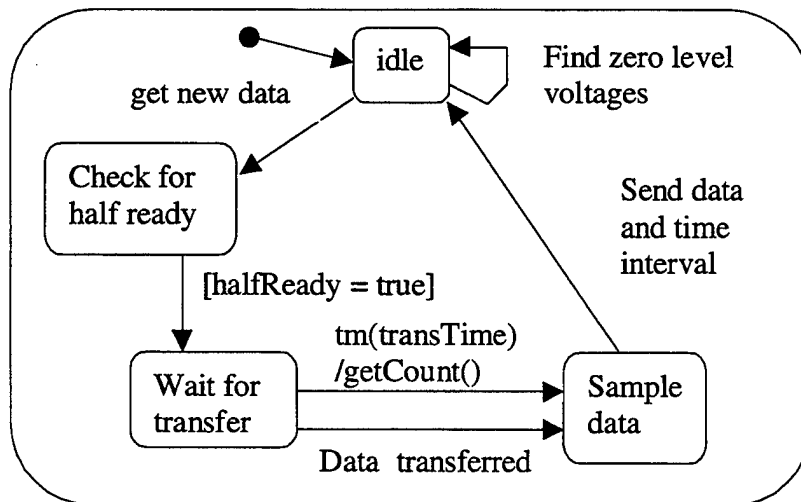 idle
Find zero level
voltages
get new data
Check for
half ready
Send data
and time
interval
[halfReady = true]
tm(transTime)
/getCount()
Wait for
transfer
Sample
data
Data transferred